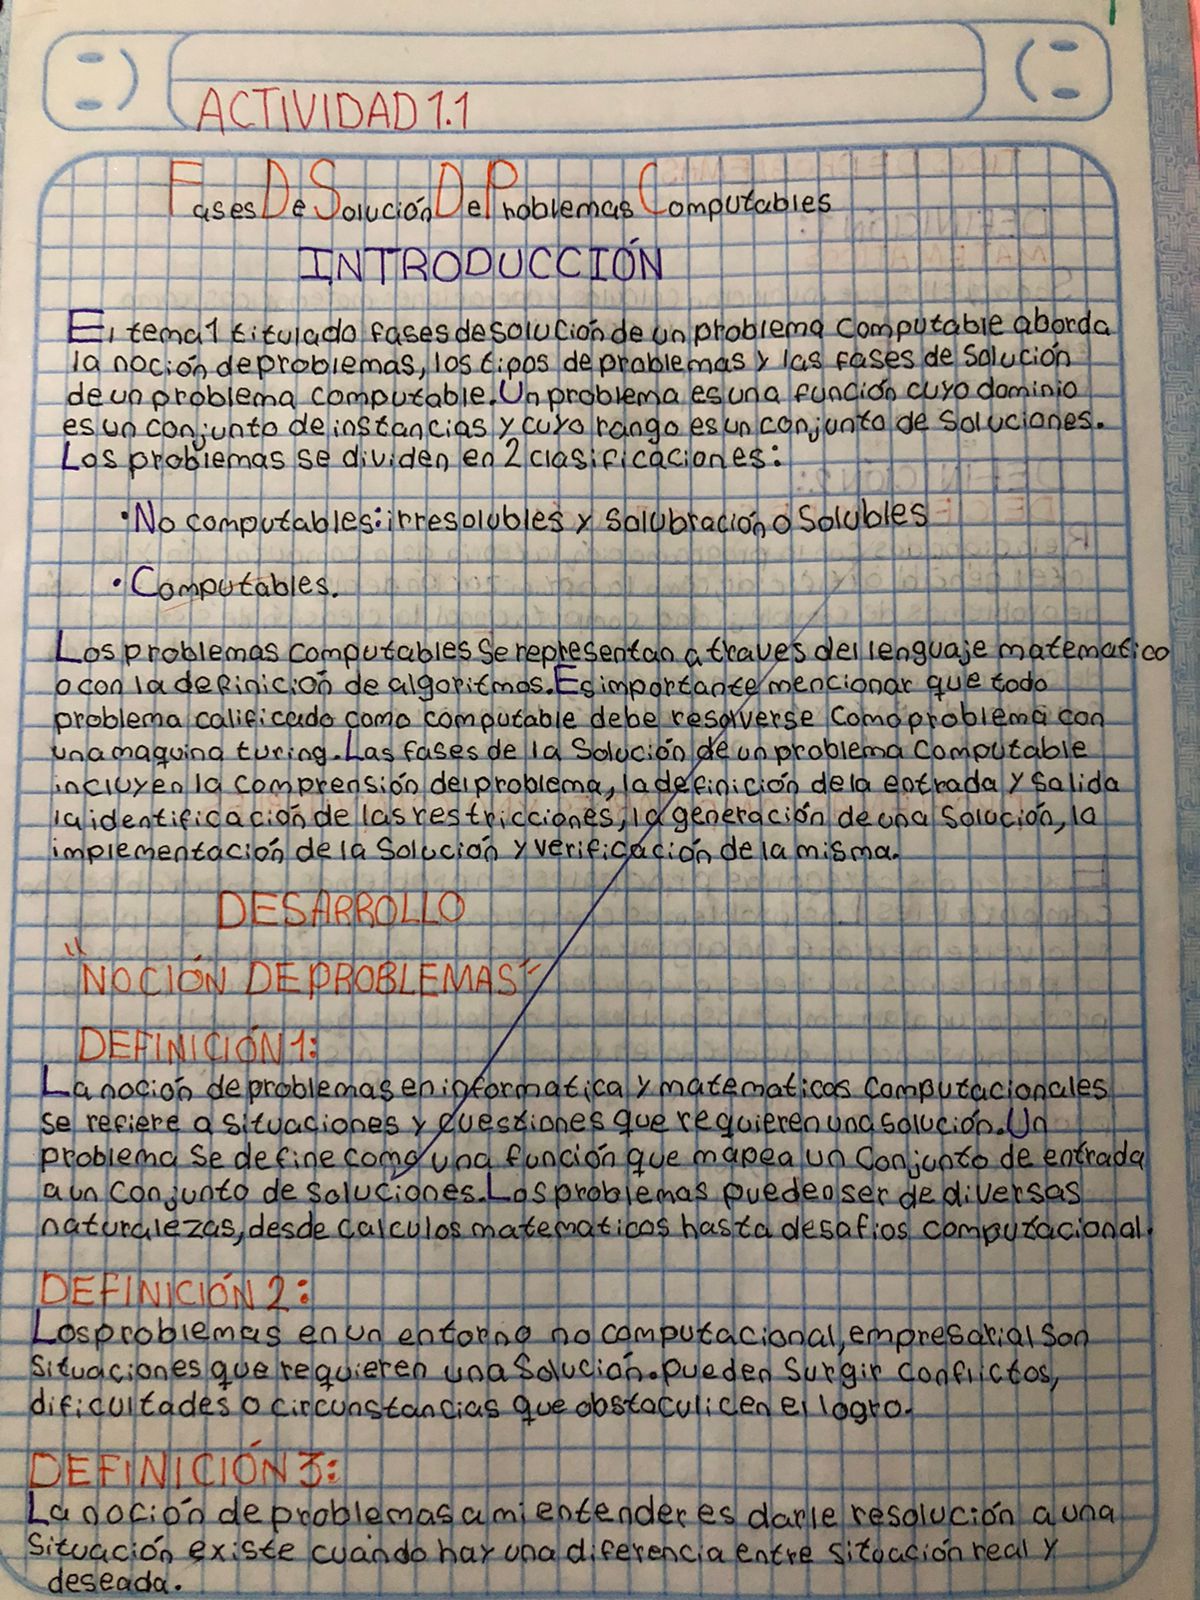 ACTIVIDAD 1.1
Fases De Solución De Problemas Computables
INTRODUCCIÓN
El tema 1 titulado fases de solución de un problema computable aborda
la noción de problemas, los tipos de problemas y las fases de solución
de un problema computable. Un problema es una función cuyo dominio
es un conjunto de instancias y cuyo rango es un conjunto de soluciones.
Los problemas se dividen en 2 clasificaciones:
• No computables: irresolubles y solubración o solubles
• Computables.
Los problemas computables se representan a traves del lenguaje matematico
o con la definición de algoritmos. Es importante mencionar que todo
problema calificado como computable debe resolverse como problema con
una maquina turing. Las fases de la solución de un problema computable
incluyen la comprensión del problema, la definición de la entrada y salida
la identificación de las restricciones, la generación de una solución, la
implementación de la solución y verificación de la misma.
DESARROLLO
"NOCIÓN DE PROBLEMAS"
DEFINICIÓN 1:
La noción de problemas en informatica y matematicas computacionales
se refiere a situaciones y cuestiones que requieren una solución. Un
problema se define como una función que mapea un conjunto de entrada
a un conjunto de soluciones. Los problemas pueden ser de diversas
naturalezas, desde calculos matematicos hasta desafios computacional.
DEFINICIÓN 2:
Los problemas en un entorno no computacional, empresarial son
situaciones que requieren una solución. pueden surgir conflictos,
dificultades o circunstancias que obstaculicen el logro.
DEFINICIÓN 3:
La noción de problemas a mi entender es darle resolución a una
situación existe cuando hay una diferencia entre situación real y
deseada.